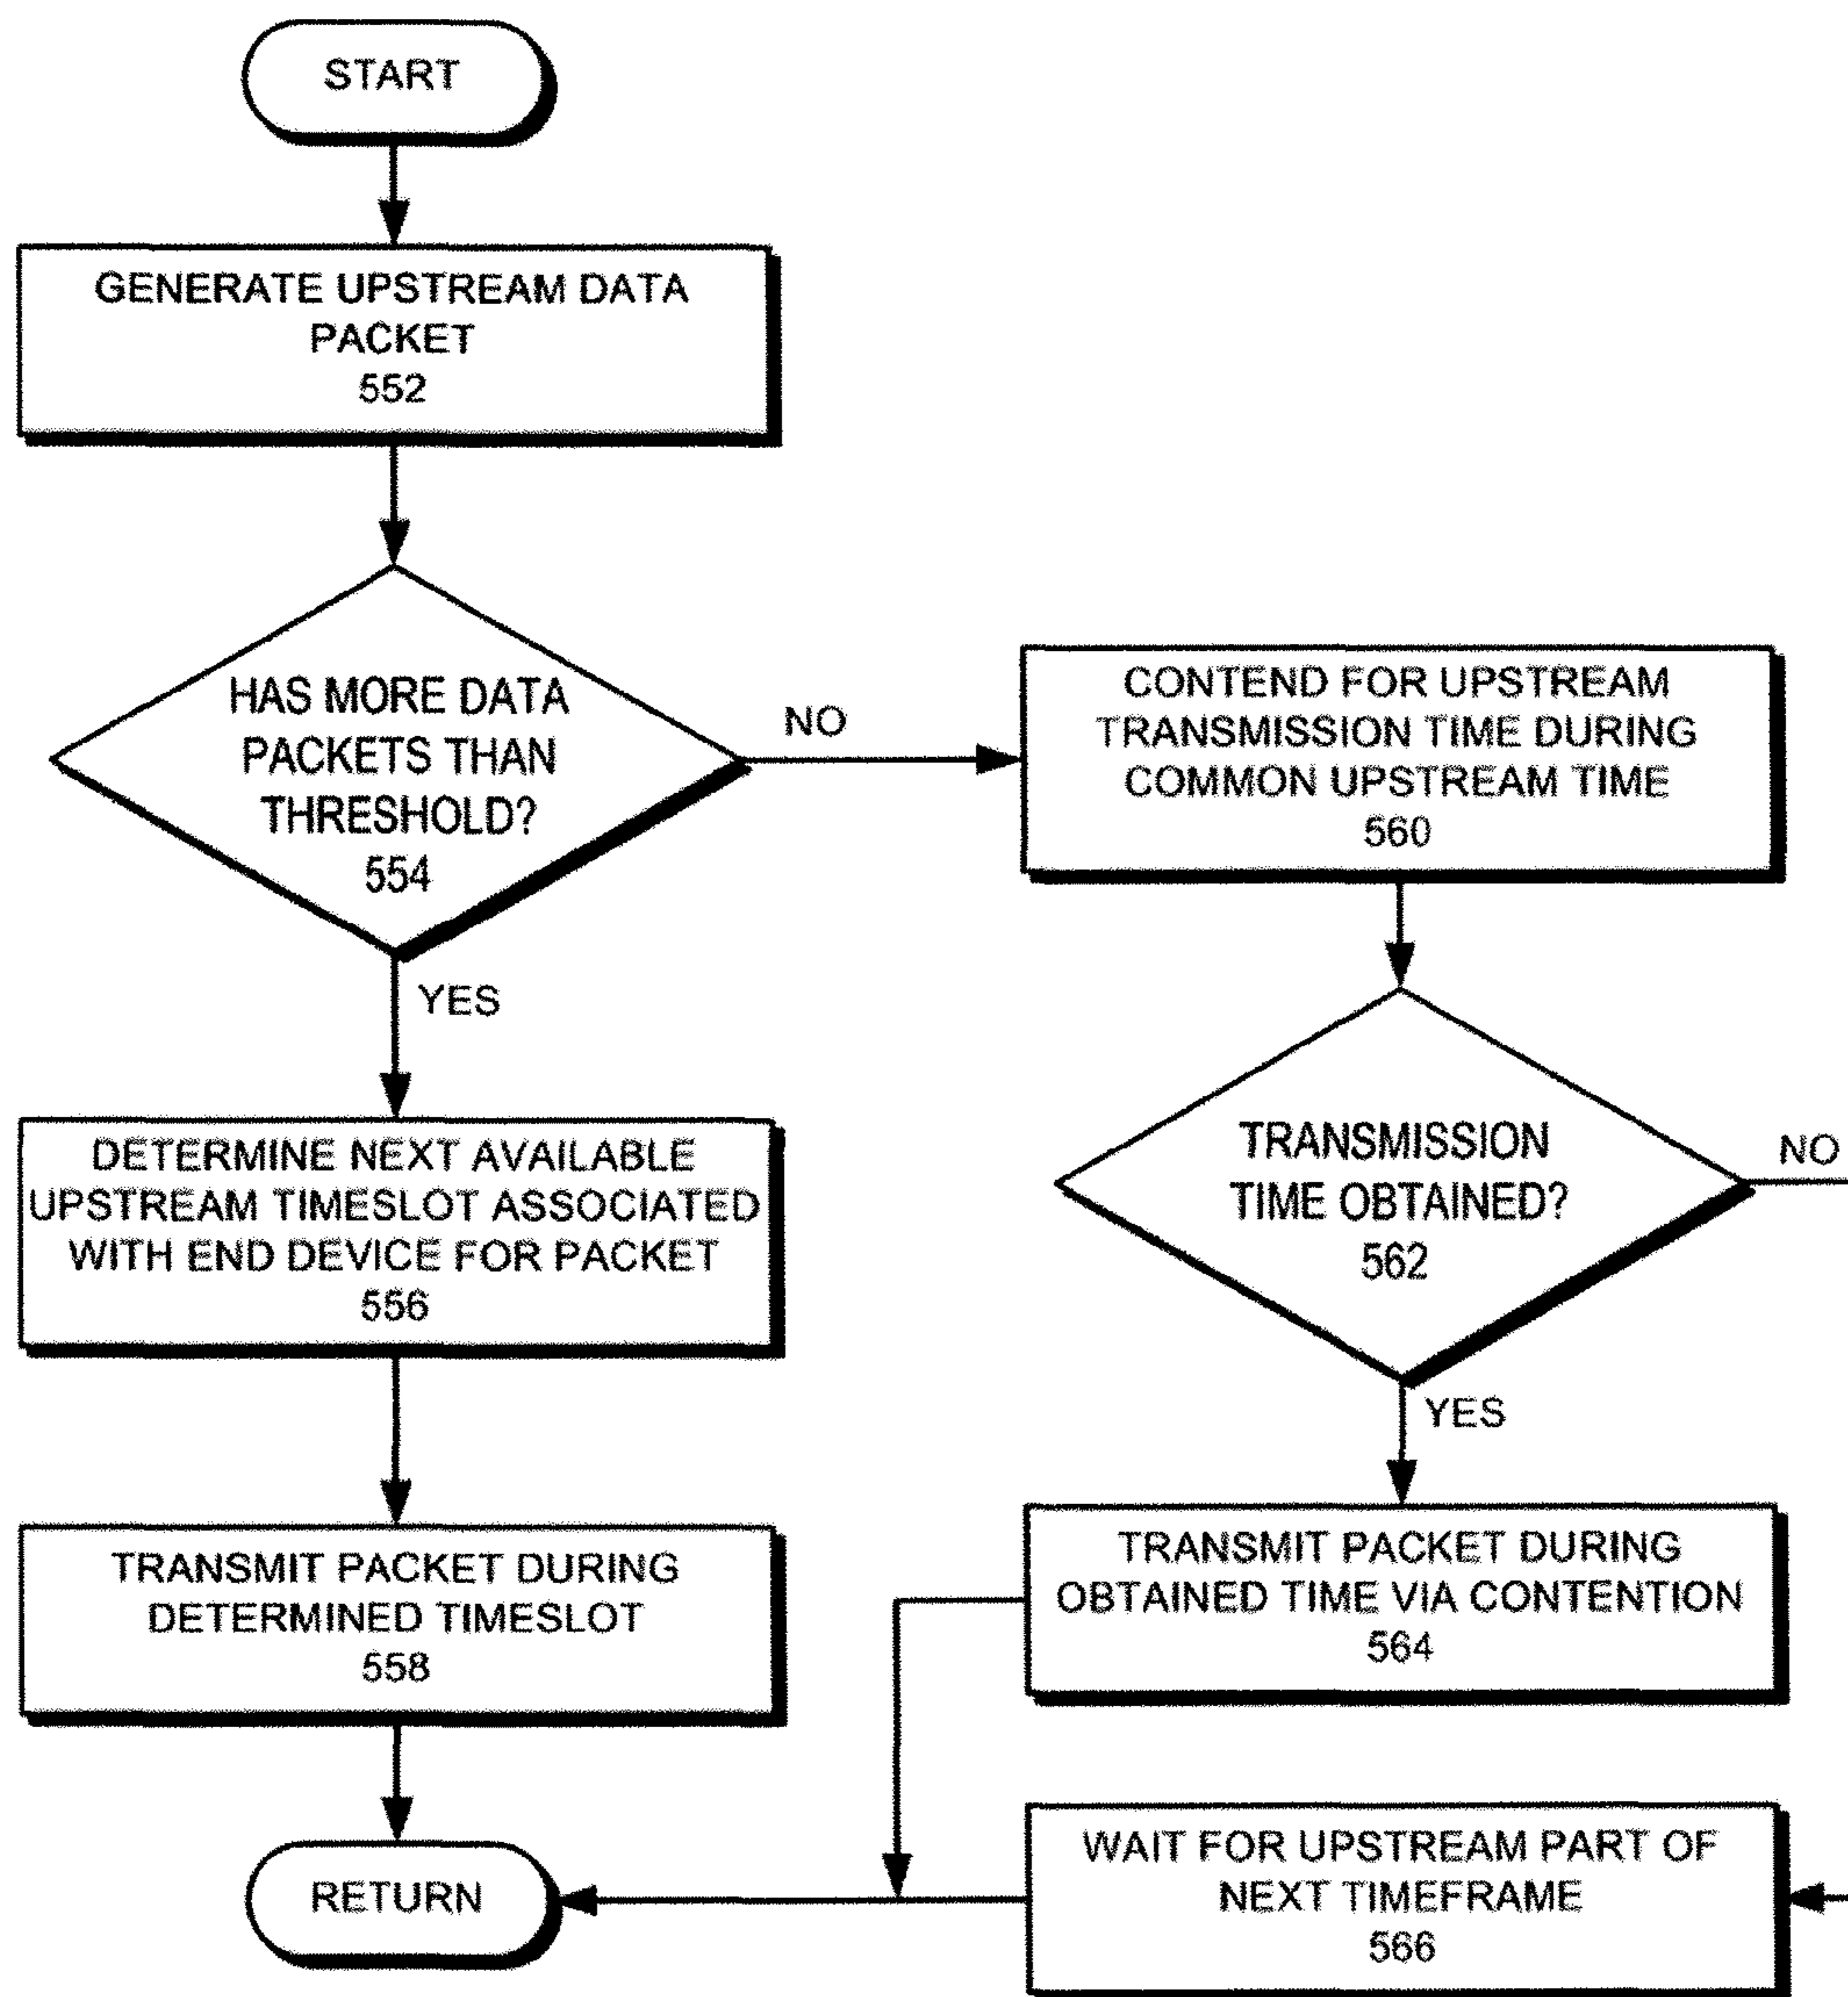 START
GENERATE UPSTREAM DATA
PACKET
552
HAS MORE DATA
PACKETS THAN
THRESHOLD?
554
NO
YES
CONTEND FOR UPSTREAM
TRANSMISSION TIME DURING
COMMON UPSTREAM TIME
560
TRANSMISSION
TIME OBTAINED?
562
NO
YES
DETERMINE NEXT AVAILABLE
UPSTREAM TIMESLOT ASSOCIATED
WITH END DEVICE FOR PACKET
556
TRANSMIT PACKET DURING
DETERMINED TIMESLOT
558
TRANSMIT PACKET DURING
OBTAINED TIME VIA CONTENTION
564
WAIT FOR UPSTREAM PART OF
NEXT TIMEFRAME
566
RETURN